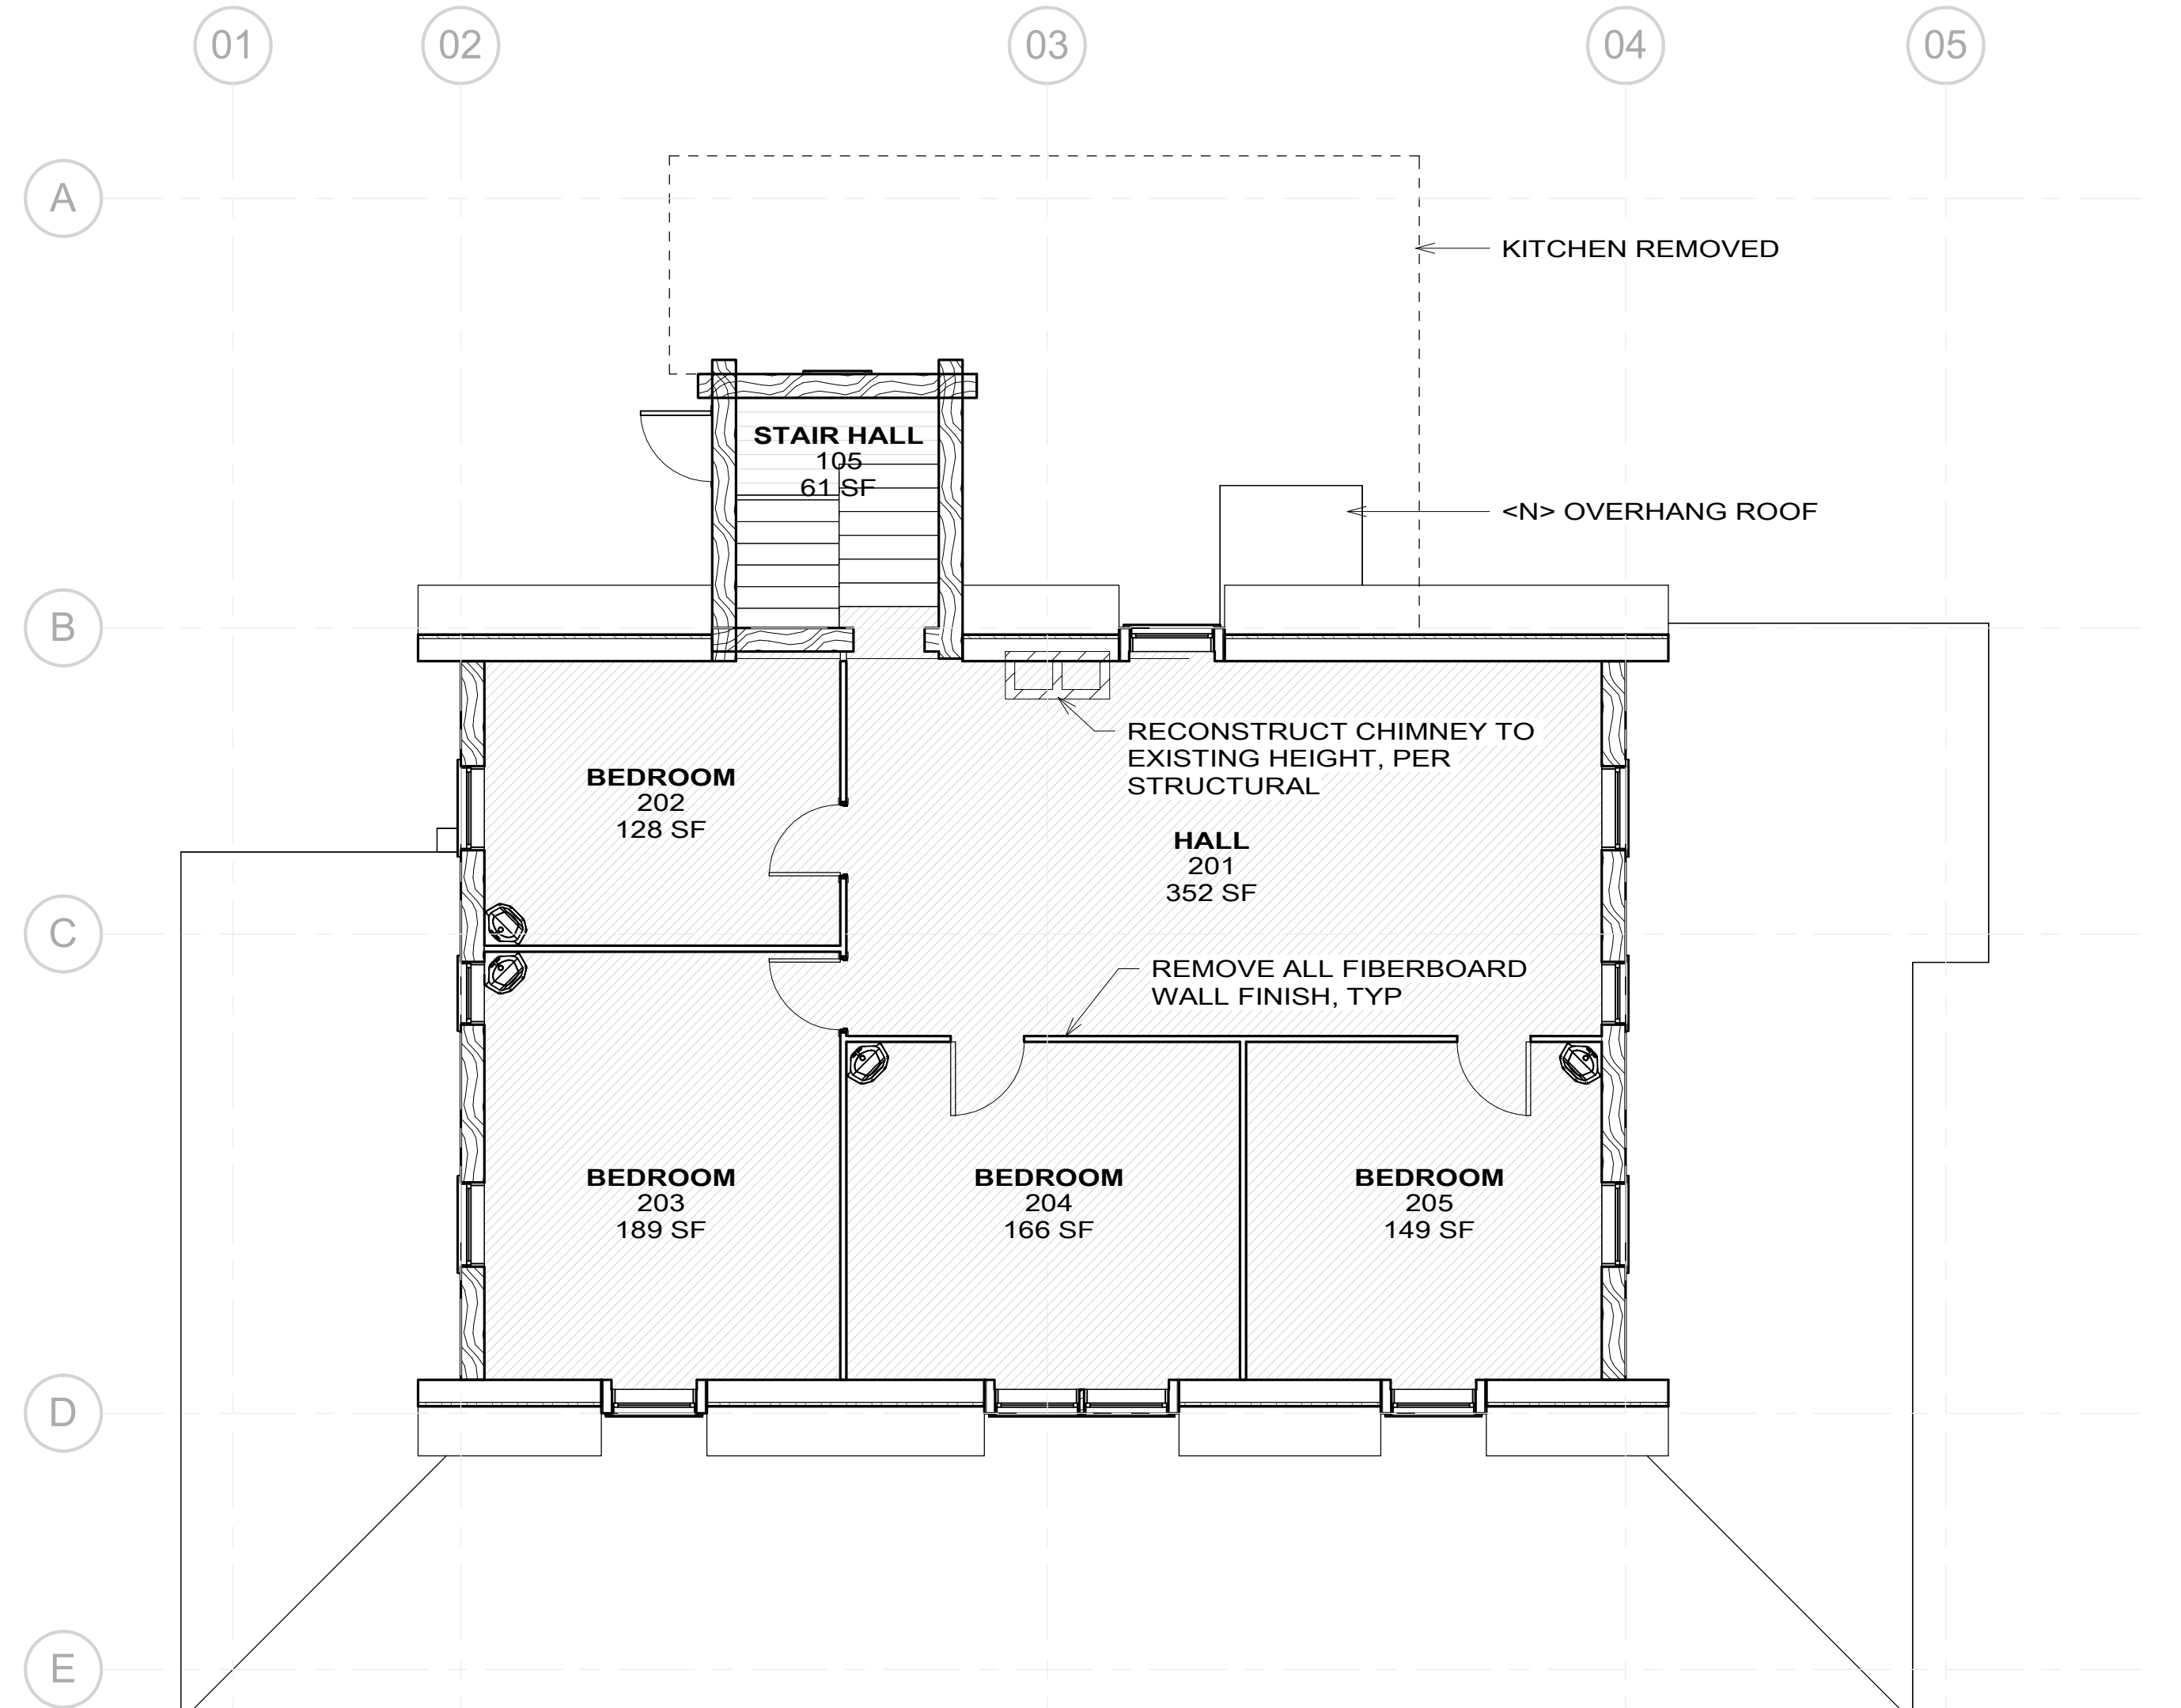 01
02
03
04
05
A
KITCHEN REMOVED
STAIR HALL
105
61 SF
<N> OVERHANG ROOF
B
RECONSTRUCT CHIMNEY TO
EXISTING HEIGHT, PER
STRUCTURAL
BEDROOM
202
128 SF
HALL
201
352 SF
C
REMOVE ALL FIBERBOARD
WALL FINISH, TYP
BEDROOM
203
189 SF
BEDROOM
204
166 SF
BEDROOM
205
149 SF
D
E